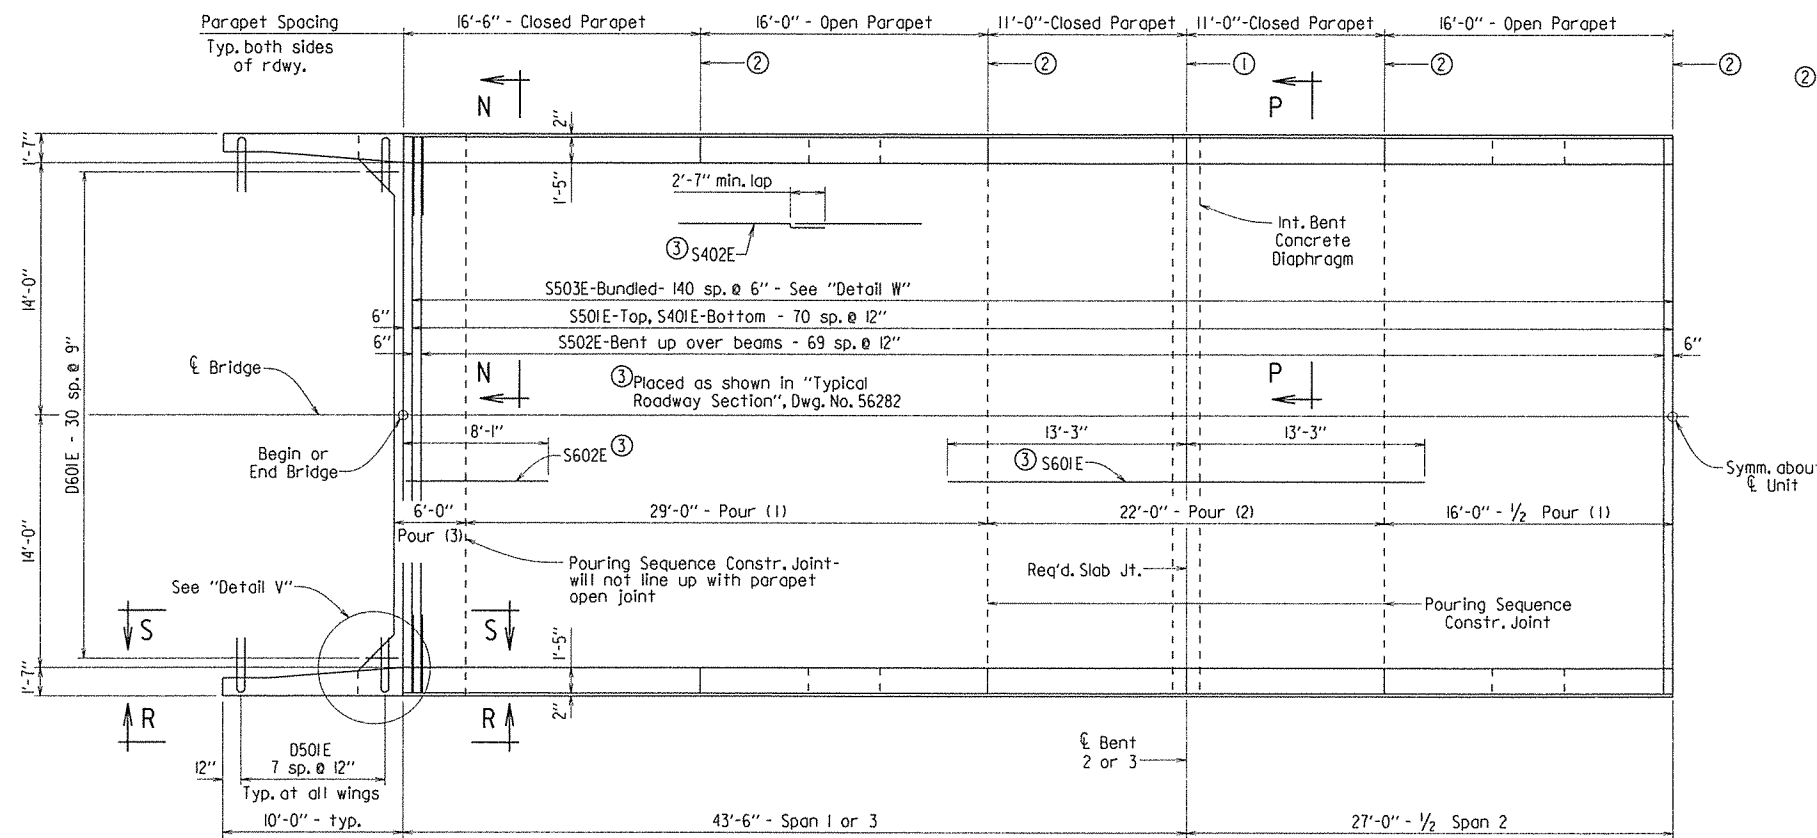 Parapet Spacing
Typ. both sides
of rdwy.
16'-6" - Closed Parapet
16'-0" - Open Parapet
11'-0"-Closed Parapet
11'-0"-Closed Parapet
16'-0" - Open Parapet
2
2
1
2
2
2
N
P
1'-7"
2"
1'-5"
2'-7" min. lap
3 S402E
Int. Bent
Concrete
Diaphragm
14'-0"
D601E - 30 sp. @ 9"
S503E-Bundled- 140 sp. @ 6" - See "Detail W"
6"
S501E-Top, S401E-Bottom - 70 sp. @ 12"
6"
S502E-Bent up over beams - 69 sp. @ 12"
6"
℄ Bridge
N
3 Placed as shown in "Typical
Roadway Section", Dwg. No. 56282
P
Begin or
End Bridge
8'-1"
S602E 3
13'-3"
13'-3"
3 S601E
Symm. abou
℄ Unit
14'-0"
6'-0"
Pour (3)
29'-0" - Pour (1)
22'-0" - Pour (2)
16'-0" - 1/2 Pour (1)
Pouring Sequence Constr. Joint-
will not line up with parapet
open joint
Req'd. Slab Jt.
See "Detail V"
Pouring Sequence
Constr. Joint
S
S
1'-5"
1'-7"
2"
R
R
D501E
12"
7 sp. @ 12"
Typ. at all wings
℄ Bent
2 or 3
10'-0" - typ.
43'-6" - Span 1 or 3
27'-0" - 1/2 Span 2